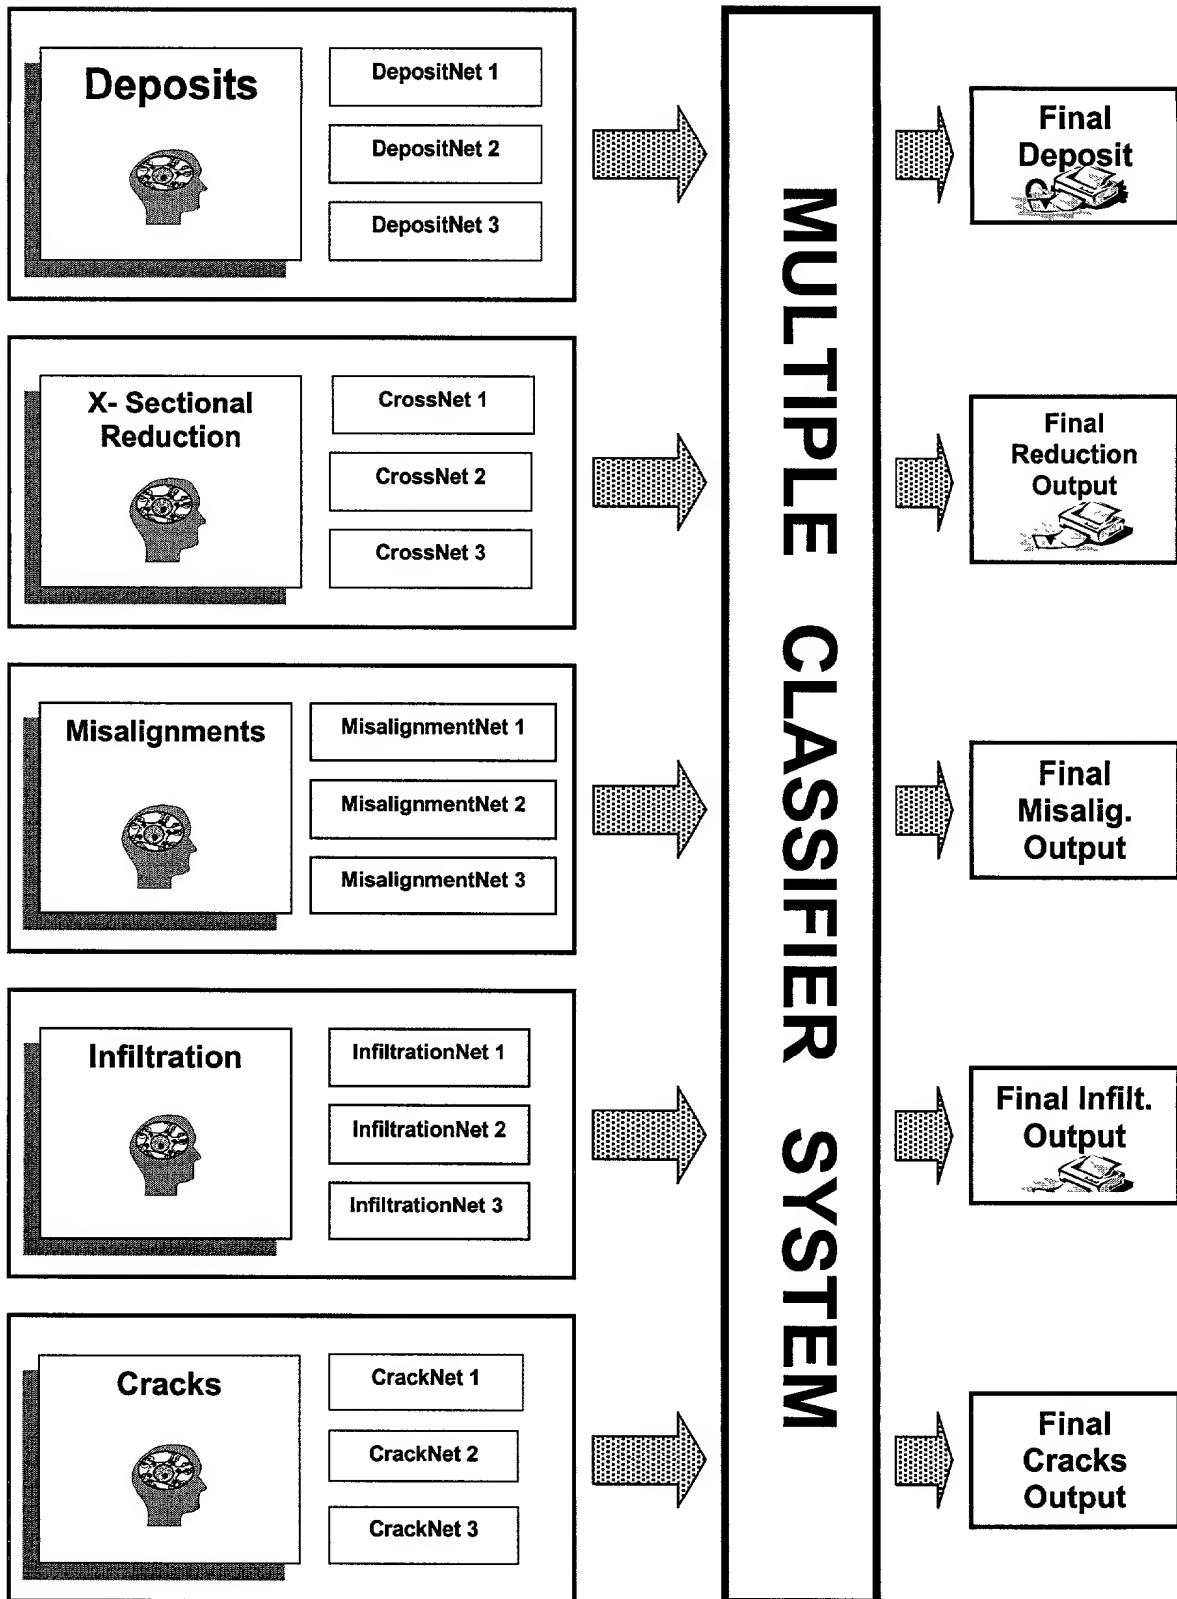 Deposits
DepositNet 1
DepositNet 2
DepositNet 3
X- Sectional
Reduction
CrossNet 1
CrossNet 2
CrossNet 3
Misalignments
MisalignmentNet 1
MisalignmentNet 2
MisalignmentNet 3
Infiltration
InfiltrationNet 1
InfiltrationNet 2
InfiltrationNet 3
Cracks
CrackNet 1
CrackNet 2
CrackNet 3
MULTIPLE CLASSIFIER SYSTEM
Final
Deposit
Final
Reduction
Output
Final
Misalig.
Output
Final Infilt.
Output
Final
Cracks
Output